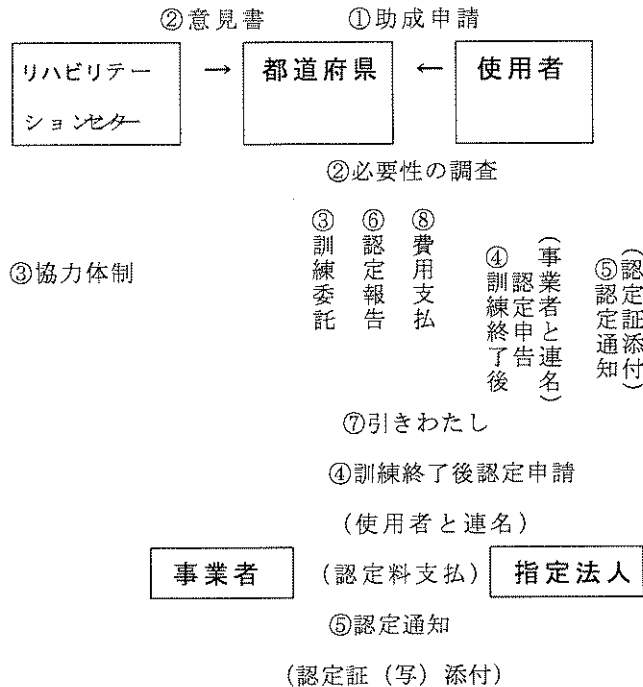 ②意見書　①助成申請
リハビリテー　→　都道府県　←　使用者
ションセター
②必要性の調査
③訓練委託
⑥認定報告
⑧費用支払
④訓練終了後
認定申告
(事業者と連名)
⑤認定通知
(認定証添付)
③協力体制
⑦引きわたし
④訓練終了後認定申請
(使用者と連名)
事業者　(認定料支払)　指定法人
⑤認定通知
(認定証(写)添付)